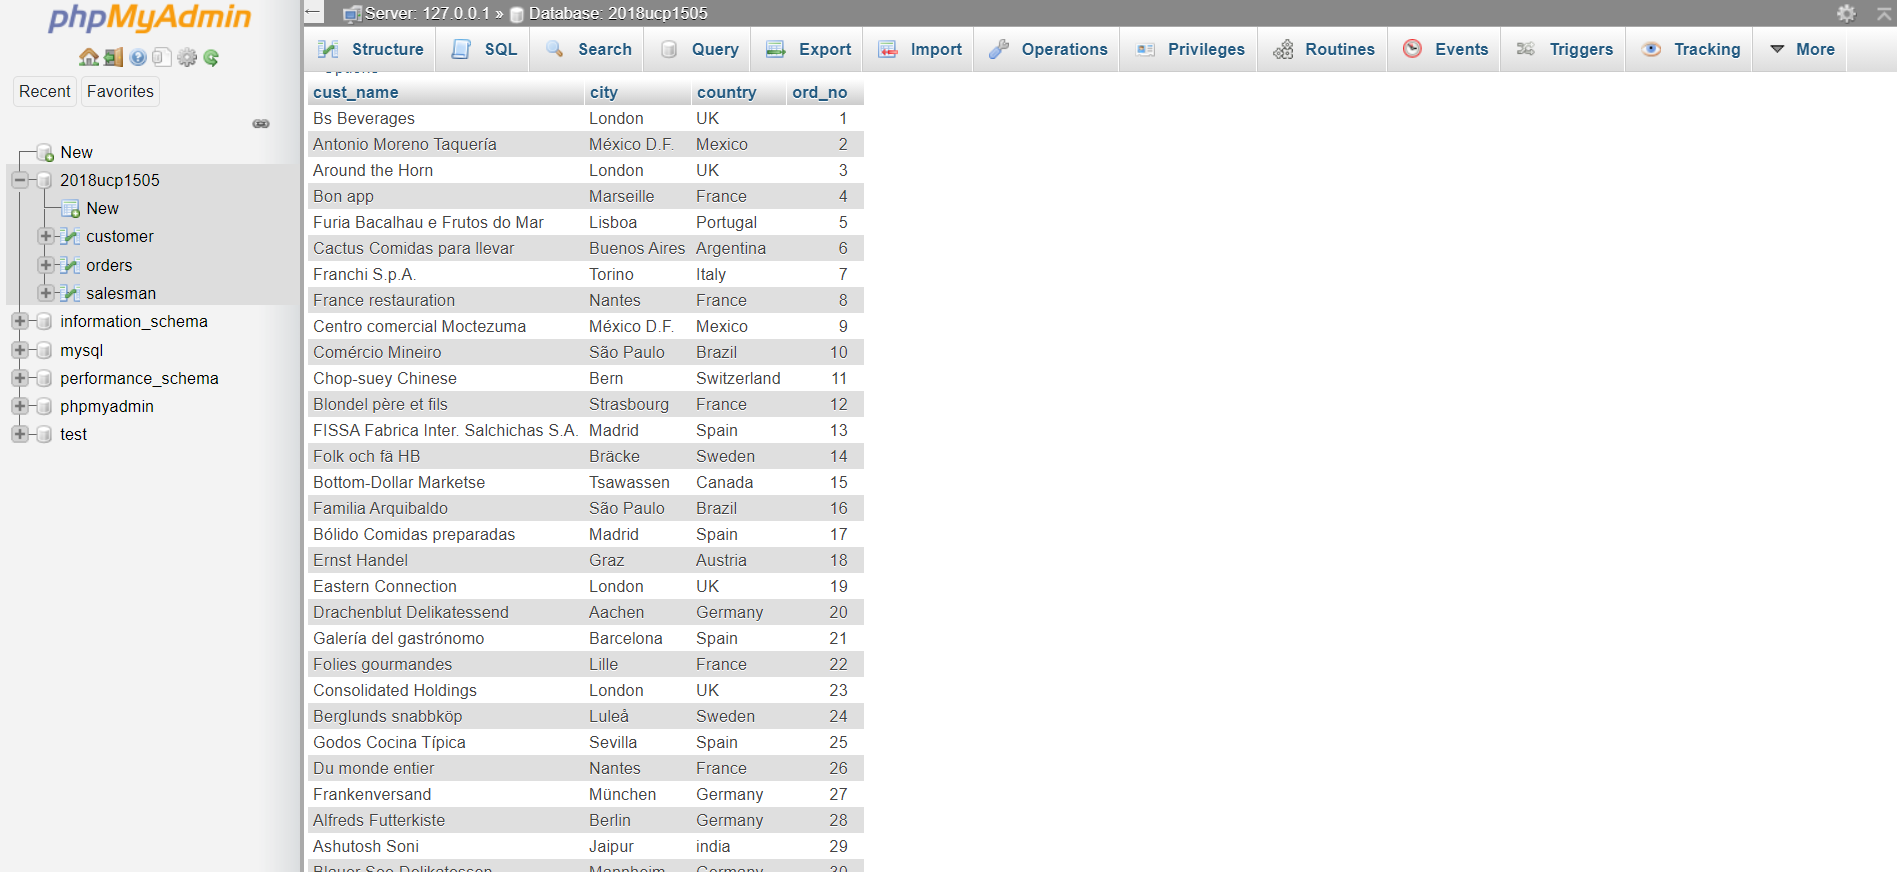 phpMyAdmin
Recent Favorites
New
2018ucp1505
New
customer
orders
salesman
information_schema
mysql
performance_schema
phpmyadmin
test
Server: 127.0.0.1 » Database: 2018ucp1505
Structure SQL Search Query Export Import Operations Privileges Routines Events Triggers Tracking More
Options
cust_name city country ord_no
Bs Beverages London UK 1
Antonio Moreno Taquería México D.F. Mexico 2
Around the Horn London UK 3
Bon app Marseille France 4
Furia Bacalhau e Frutos do Mar Lisboa Portugal 5
Cactus Comidas para llevar Buenos Aires Argentina 6
Franchi S.p.A. Torino Italy 7
France restauration Nantes France 8
Centro comercial Moctezuma México D.F. Mexico 9
Comércio Mineiro São Paulo Brazil 10
Chop-suey Chinese Bern Switzerland 11
Blondel père et fils Strasbourg France 12
FISSA Fabrica Inter. Salchichas S.A. Madrid Spain 13
Folk och fä HB Bräcke Sweden 14
Bottom-Dollar Marketse Tsawassen Canada 15
Familia Arquibaldo São Paulo Brazil 16
Bólido Comidas preparadas Madrid Spain 17
Ernst Handel Graz Austria 18
Eastern Connection London UK 19
Drachenblut Delikatessend Aachen Germany 20
Galería del gastrónomo Barcelona Spain 21
Folies gourmandes Lille France 22
Consolidated Holdings London UK 23
Berglunds snabbköp Luleå Sweden 24
Godos Cocina Típica Sevilla Spain 25
Du monde entier Nantes France 26
Frankenversand München Germany 27
Alfreds Futterkiste Berlin Germany 28
Ashutosh Soni Jaipur india 29
Blauer See Delikatessen Mannheim Germany 30